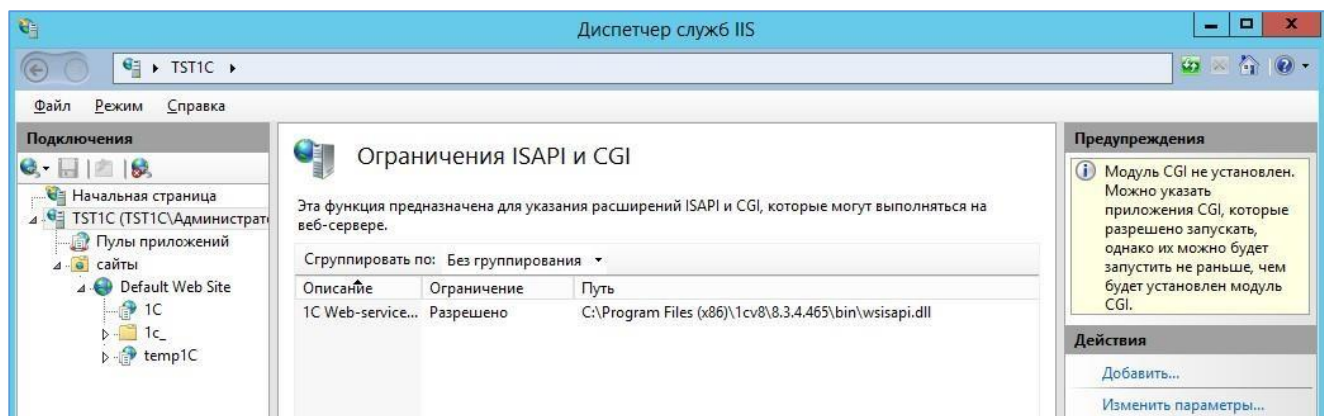 Диспетчер служб IIS
TST1C
Файл Режим Справка
Подключения
Начальная страница
TST1C (TST1C\Администрато
Пулы приложений
сайты
Default Web Site
1C
1c_
temp1C
Ограничения ISAPI и CGI
Эта функция предназначена для указания расширений ISAPI и CGI, которые могут выполняться на
веб-сервере.
Сгруппировать по: Без группирования
Описание Ограничение Путь
1C Web-service... Разрешено C:\Program Files (x86)\1cv8\8.3.4.465\bin\wsisapi.dll
Предупреждения
Модуль CGI не установлен.
Можно указать
приложения CGI, которые
разрешено запускать,
однако их можно будет
запустить не раньше, чем
будет установлен модуль
CGI.
Действия
Добавить...
Изменить параметры...